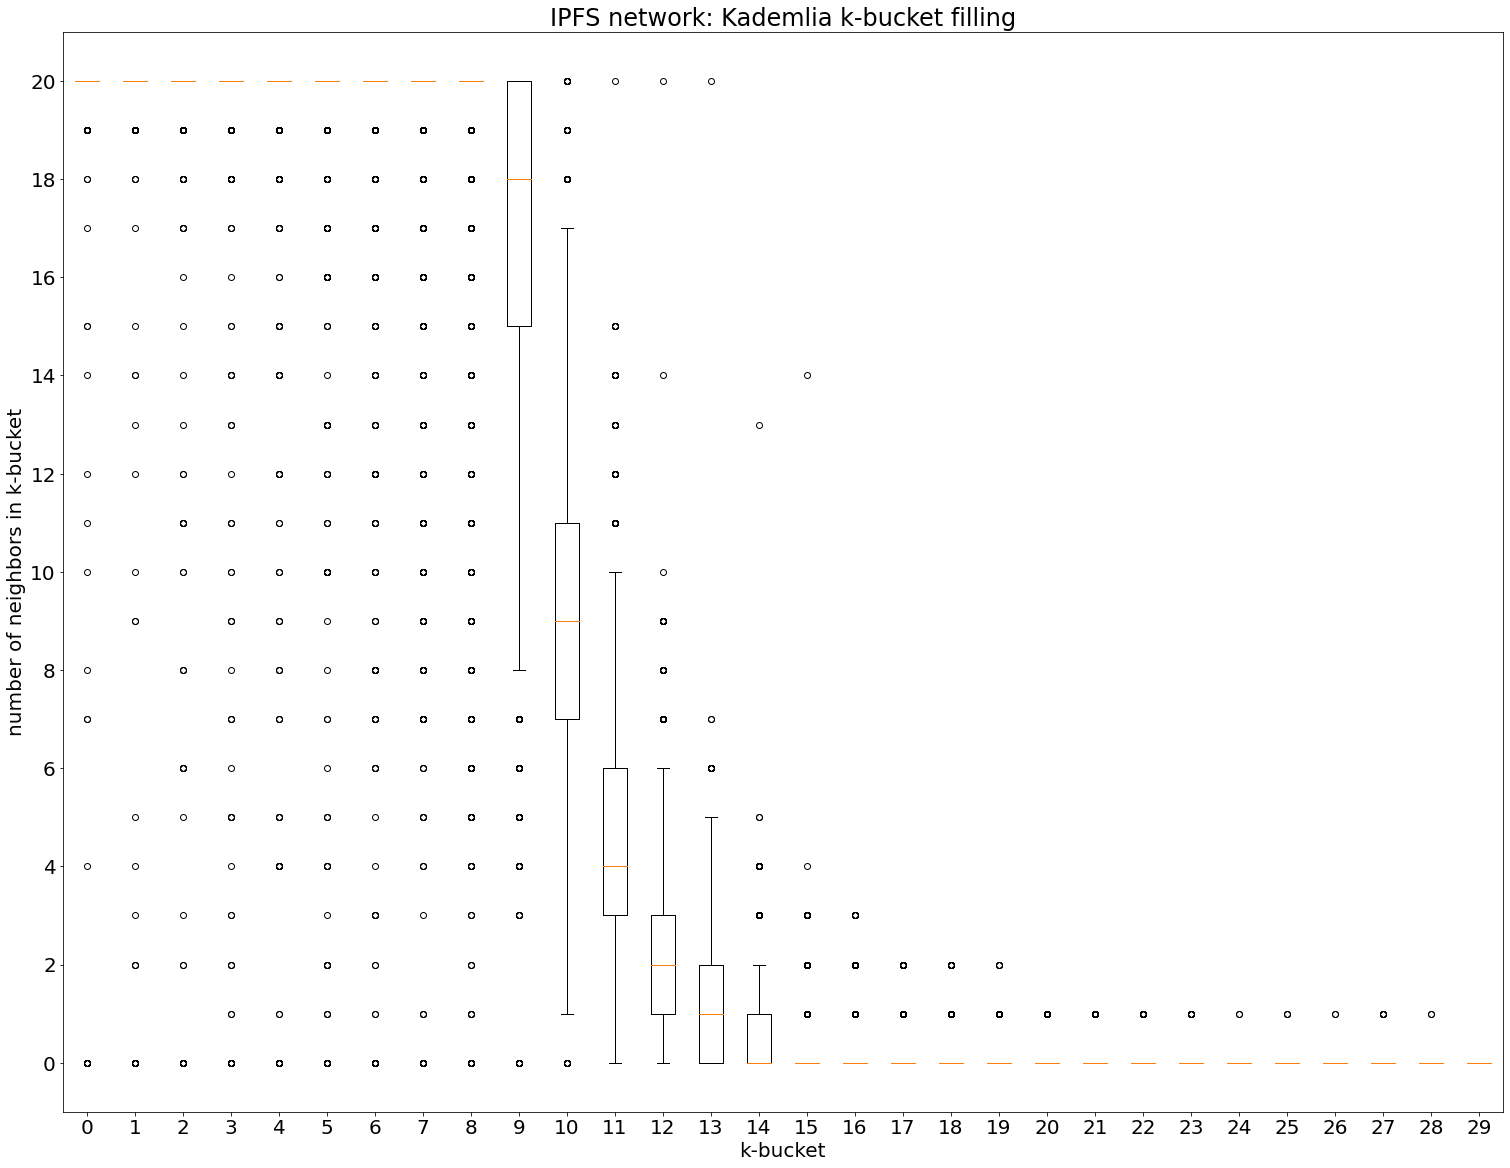 IPFS network: Kademlia k-bucket filling
number of neighbors in k-bucket
20
18
16
14
12
10
8
6
4
2
0
0 1 2 3 4 5 6 7 8 9 10 11 12 13 14 15 16 17 18 19 20 21 22 23 24 25 26 27 28 29
k-bucket